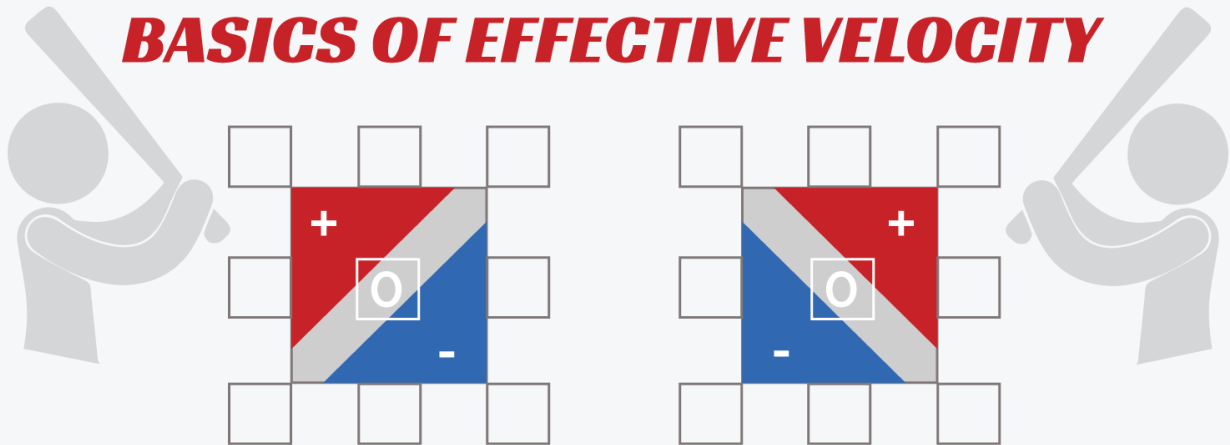 BASICS OF EFFECTIVE VELOCITY
+ +
O O
- -